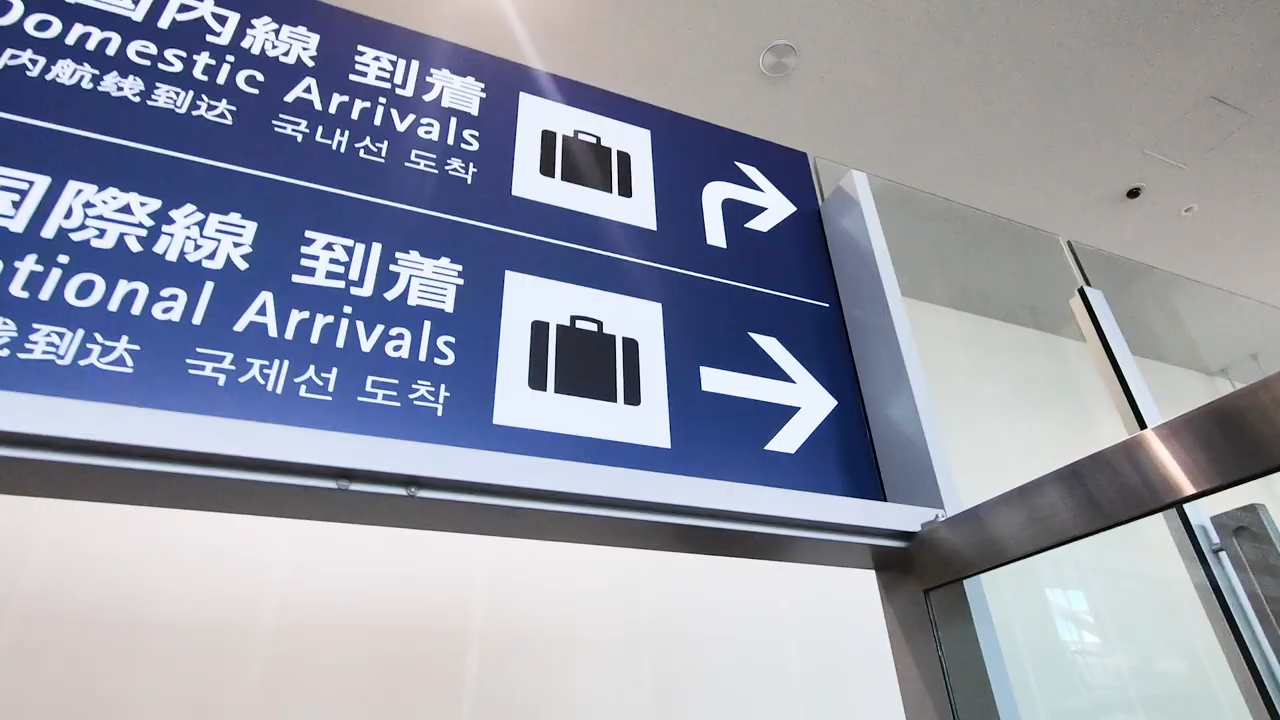 国内線 到着
Domestic Arrivals
内航线到达 국내선 도착
国際線 到着
ational Arrivals
线到达 국제선 도착